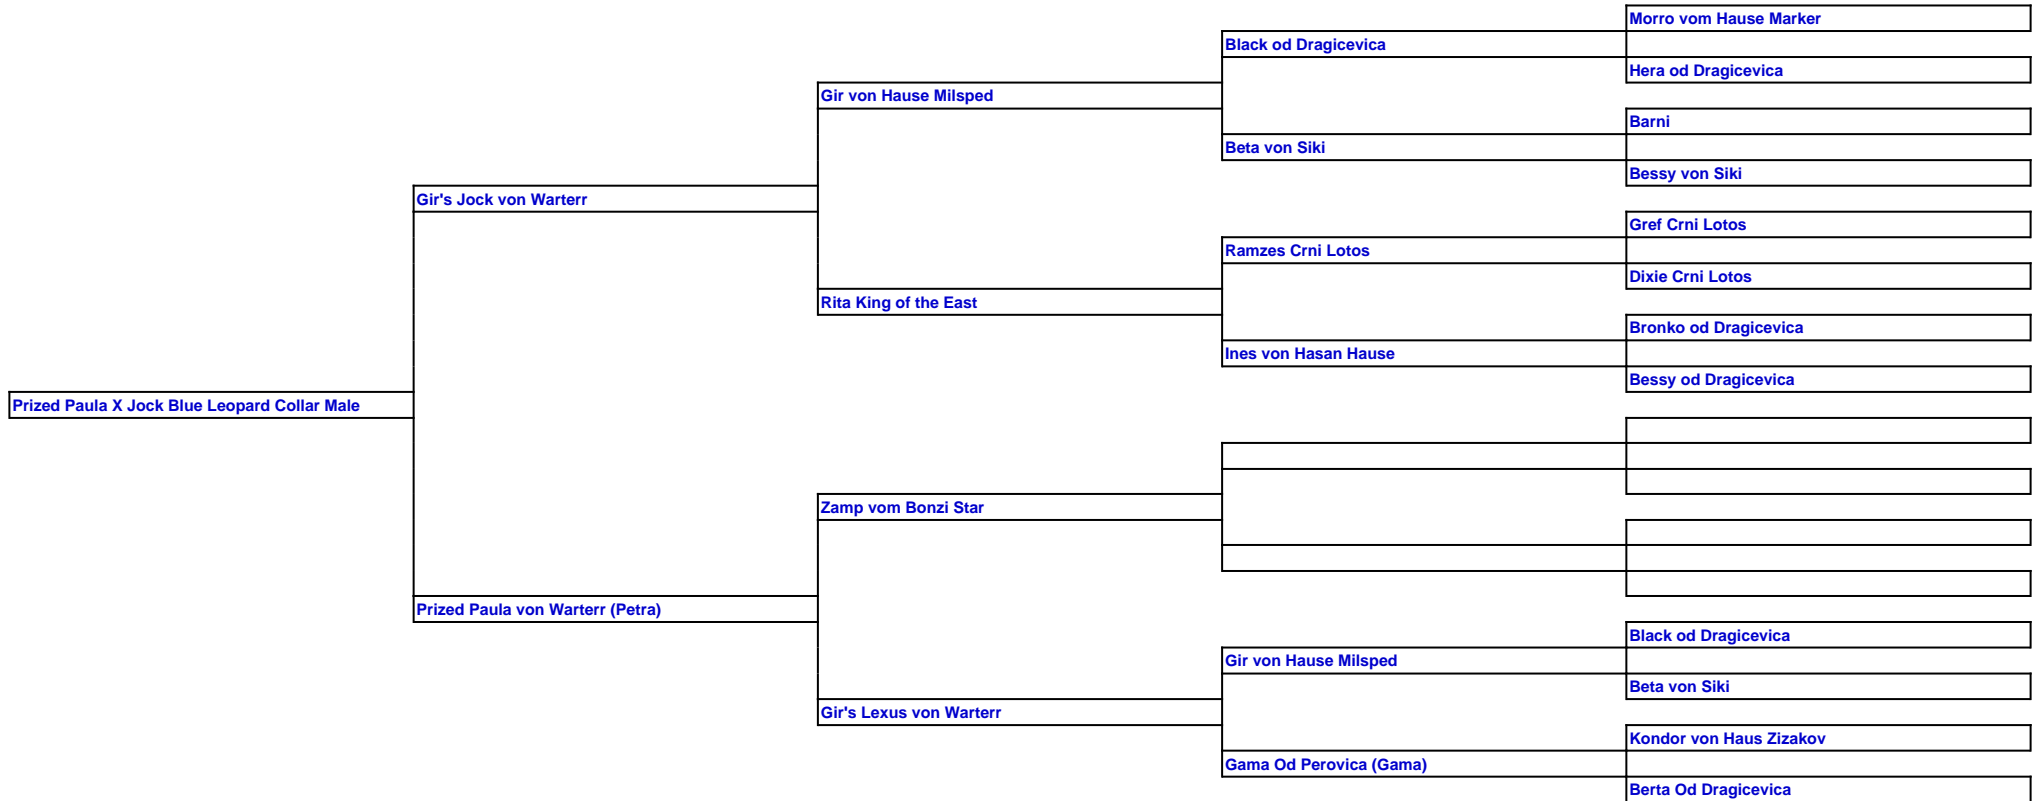 Morro vom Hause Marker
Black od Dragicevica
Hera od Dragicevica
Gir von Hause Milsped
Barni
Beta von Siki
Bessy von Siki
Gir's Jock von Warterr
Gref Crni Lotos
Ramzes Crni Lotos
Dixie Crni Lotos
Rita King of the East
Bronko od Dragicevica
Ines von Hasan Hause
Bessy od Dragicevica
Prized Paula X Jock Blue Leopard Collar Male
Zamp vom Bonzi Star
Prized Paula von Warterr (Petra)
Black od Dragicevica
Gir von Hause Milsped
Beta von Siki
Gir's Lexus von Warterr
Kondor von Haus Zizakov
Gama Od Perovica (Gama)
Berta Od Dragicevica